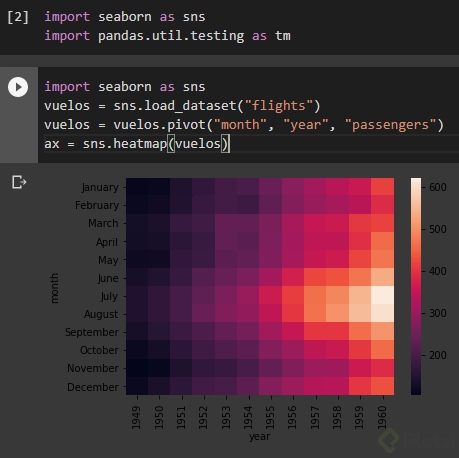 [2] import seaborn as sns
import pandas.util.testing as tm
import seaborn as sns
vuelos = sns.load_dataset("flights")
vuelos = vuelos.pivot("month", "year", "passengers")
ax = sns.heatmap(vuelos)
month
January
February
March
April
May
June
July
August
September
October
November
December
1949 1950 1951 1952 1953 1954 1955 1956 1957 1958 1959 1960
year
600
500
400
300
200